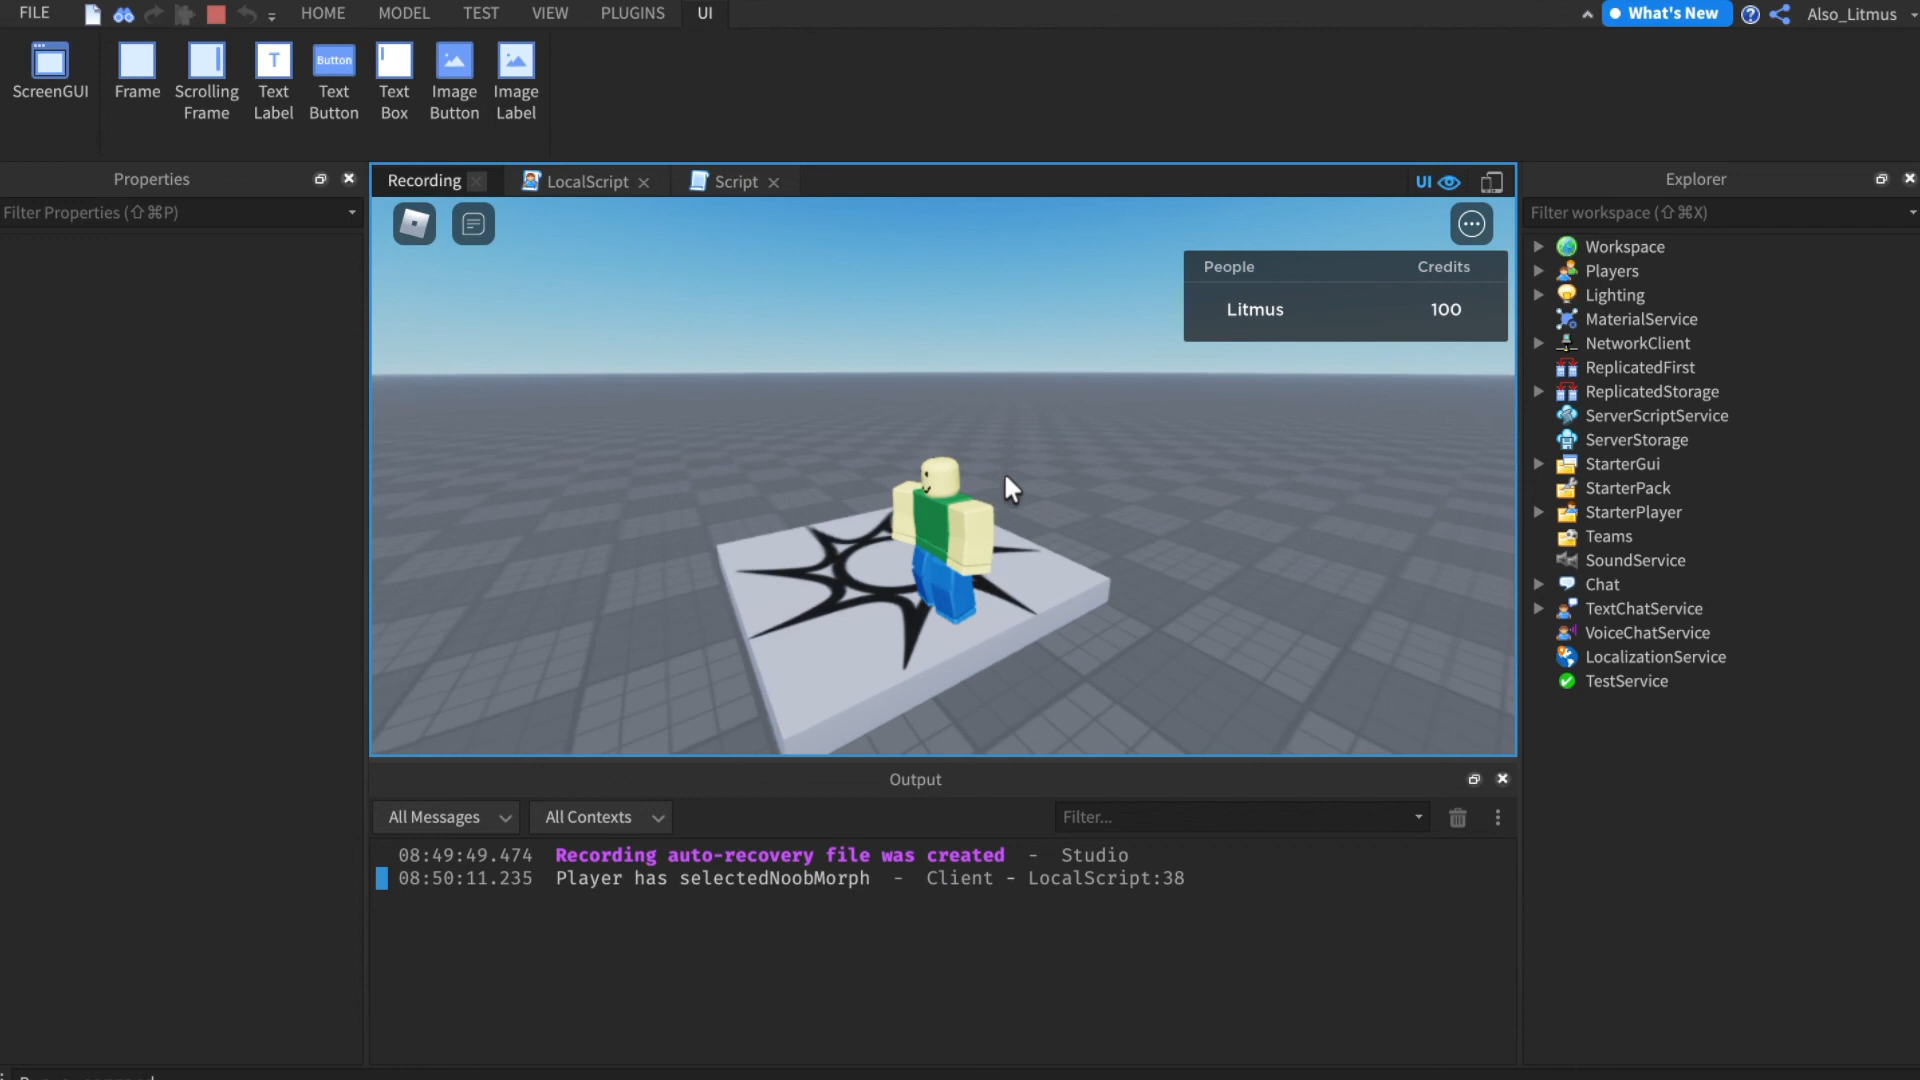 FILE HOME MODEL TEST VIEW PLUGINS UI What's New Also_Litmus
ScreenGUI
Frame
Scrolling
Frame
Text
Label
Button
Text
Button
Text
Box
Image
Button
Image
Label
Properties
Filter Properties (⇧⌘P)
Recording LocalScript Script UI
People Credits
Litmus 100
Explorer
Filter workspace (⇧⌘X)
Workspace
Players
Lighting
MaterialService
NetworkClient
ReplicatedFirst
ReplicatedStorage
ServerScriptService
ServerStorage
StarterGui
StarterPack
StarterPlayer
Teams
SoundService
Chat
TextChatService
VoiceChatService
LocalizationService
TestService
Output
All Messages All Contexts Filter...
08:49:49.474 Recording auto-recovery file was created - Studio
08:50:11.235 Player has selectedNoobMorph - Client - LocalScript:38